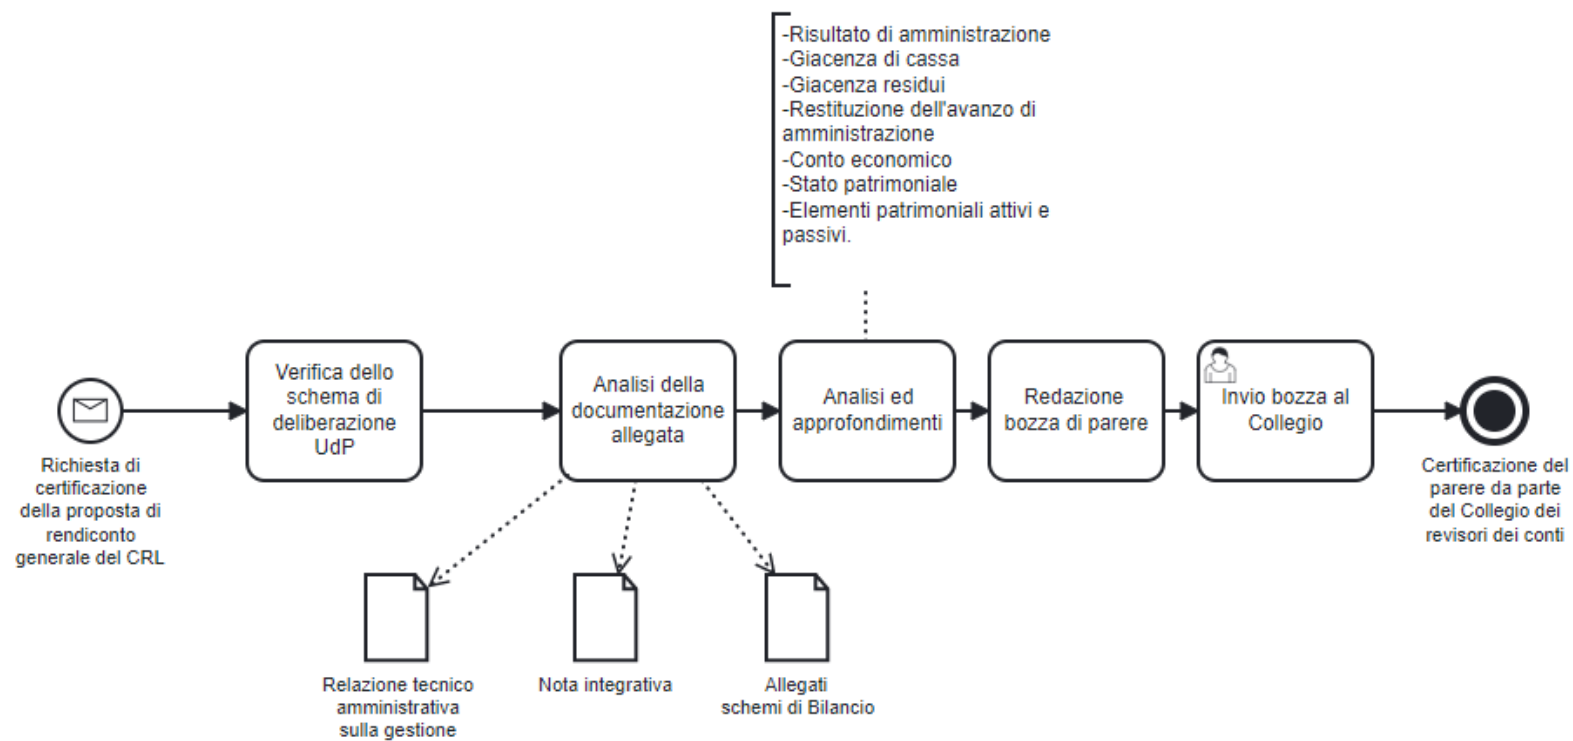 -Risultato di amministrazione
-Giacenza di cassa
-Giacenza residui
-Restituzione dell'avanzo di
amministrazione
-Conto economico
-Stato patrimoniale
-Elementi patrimoniali attivi e
passivi.
Richiesta di
certificazione
della proposta di
rendiconto
generale del CRL
Verifica dello
schema di
deliberazione
UdP
Analisi della
documentazione
allegata
Analisi ed
approfondimenti
Redazione
bozza di parere
Invio bozza al
Collegio
Certificazione del
parere da parte
del Collegio dei
revisori dei conti
Relazione tecnico
amministrativa
sulla gestione
Nota integrativa
Allegati
schemi di Bilancio